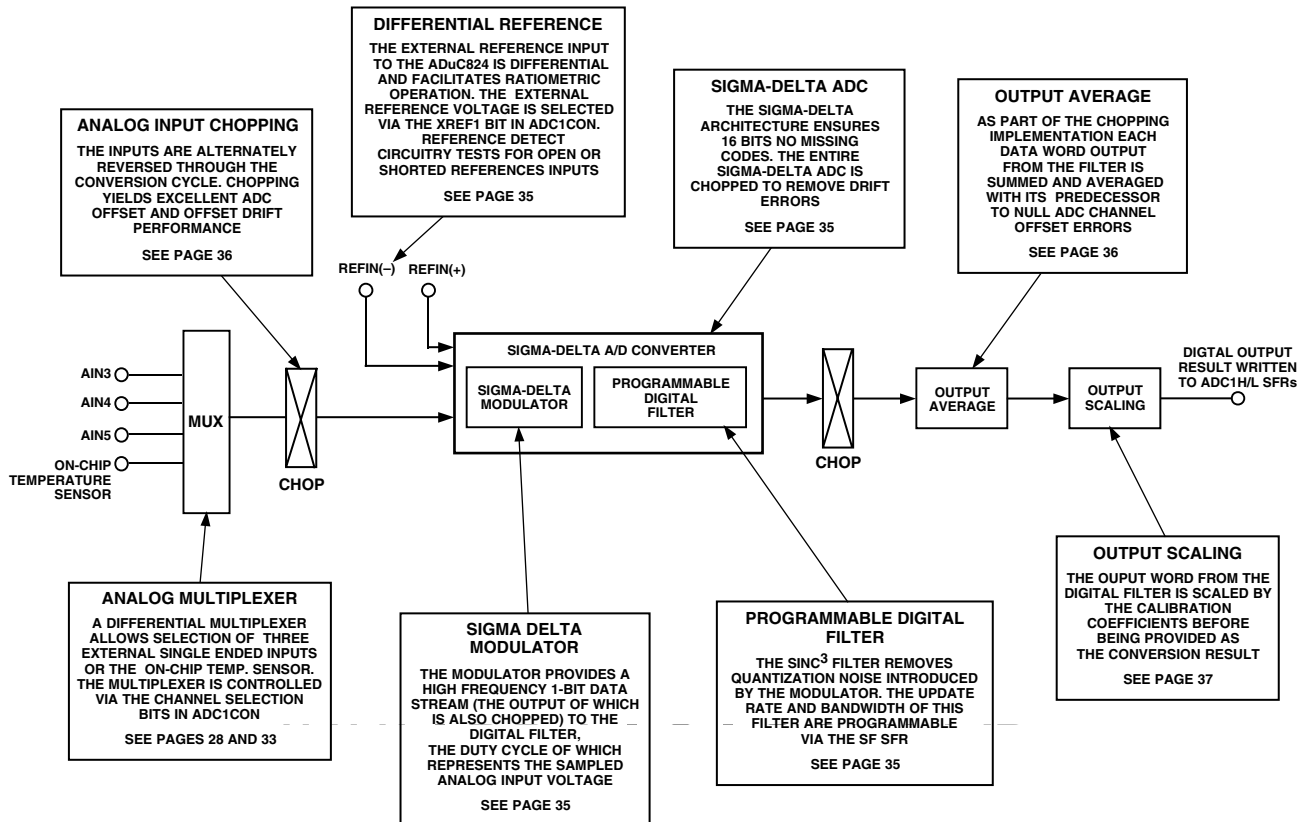 DIFFERENTIAL REFERENCE
THE EXTERNAL REFERENCE INPUT
TO THE ADuC824 IS DIFFERENTIAL
AND FACILITATES RATIOMETRIC
OPERATION. THE EXTERNAL
REFERENCE VOLTAGE IS SELECTED
VIA THE XREF1 BIT IN ADC1CON.
REFERENCE DETECT
CIRCUITRY TESTS FOR OPEN OR
SHORTED REFERENCES INPUTS
SEE PAGE 35
ANALOG INPUT CHOPPING
THE INPUTS ARE ALTERNATELY
REVERSED THROUGH THE
CONVERSION CYCLE. CHOPPING
YIELDS EXCELLENT ADC
OFFSET AND OFFSET DRIFT
PERFORMANCE
SEE PAGE 36
SIGMA-DELTA ADC
THE SIGMA-DELTA
ARCHITECTURE ENSURES
16 BITS NO MISSING
CODES. THE ENTIRE
SIGMA-DELTA ADC IS
CHOPPED TO REMOVE DRIFT
ERRORS
SEE PAGE 35
OUTPUT AVERAGE
AS PART OF THE CHOPPING
IMPLEMENTATION EACH
DATA WORD OUTPUT
FROM THE FILTER IS
SUMMED AND AVERAGED
WITH ITS PREDECESSOR
TO NULL ADC CHANNEL
OFFSET ERRORS
SEE PAGE 36
REFIN(–) REFIN(+)
AIN3
AIN4
AIN5
ON-CHIP
TEMPERATURE
SENSOR
MUX
CHOP
SIGMA-DELTA A/D CONVERTER
SIGMA-DELTA
MODULATOR
PROGRAMMABLE
DIGITAL
FILTER
CHOP
OUTPUT
AVERAGE
OUTPUT
SCALING
DIGTAL OUTPUT
RESULT WRITTEN
TO ADC1H/L SFRs
ANALOG MULTIPLEXER
A DIFFERENTIAL MULTIPLEXER
ALLOWS SELECTION OF THREE
EXTERNAL SINGLE ENDED INPUTS
OR THE ON-CHIP TEMP. SENSOR.
THE MULTIPLEXER IS CONTROLLED
VIA THE CHANNEL SELECTION
BITS IN ADC1CON
SEE PAGES 28 AND 33
SIGMA DELTA
MODULATOR
THE MODULATOR PROVIDES A
HIGH FREQUENCY 1-BIT DATA
STREAM (THE OUTPUT OF WHICH
IS ALSO CHOPPED) TO THE
DIGITAL FILTER,
THE DUTY CYCLE OF WHICH
REPRESENTS THE SAMPLED
ANALOG INPUT VOLTAGE
SEE PAGE 35
PROGRAMMABLE DIGITAL
FILTER
THE SINC³ FILTER REMOVES
QUANTIZATION NOISE INTRODUCED
BY THE MODULATOR. THE UPDATE
RATE AND BANDWIDTH OF THIS
FILTER ARE PROGRAMMABLE
VIA THE SF SFR
SEE PAGE 35
OUTPUT SCALING
THE OUPUT WORD FROM THE
DIGITAL FILTER IS SCALED BY
THE CALIBRATION
COEFFICIENTS BEFORE
BEING PROVIDED AS
THE CONVERSION RESULT
SEE PAGE 37